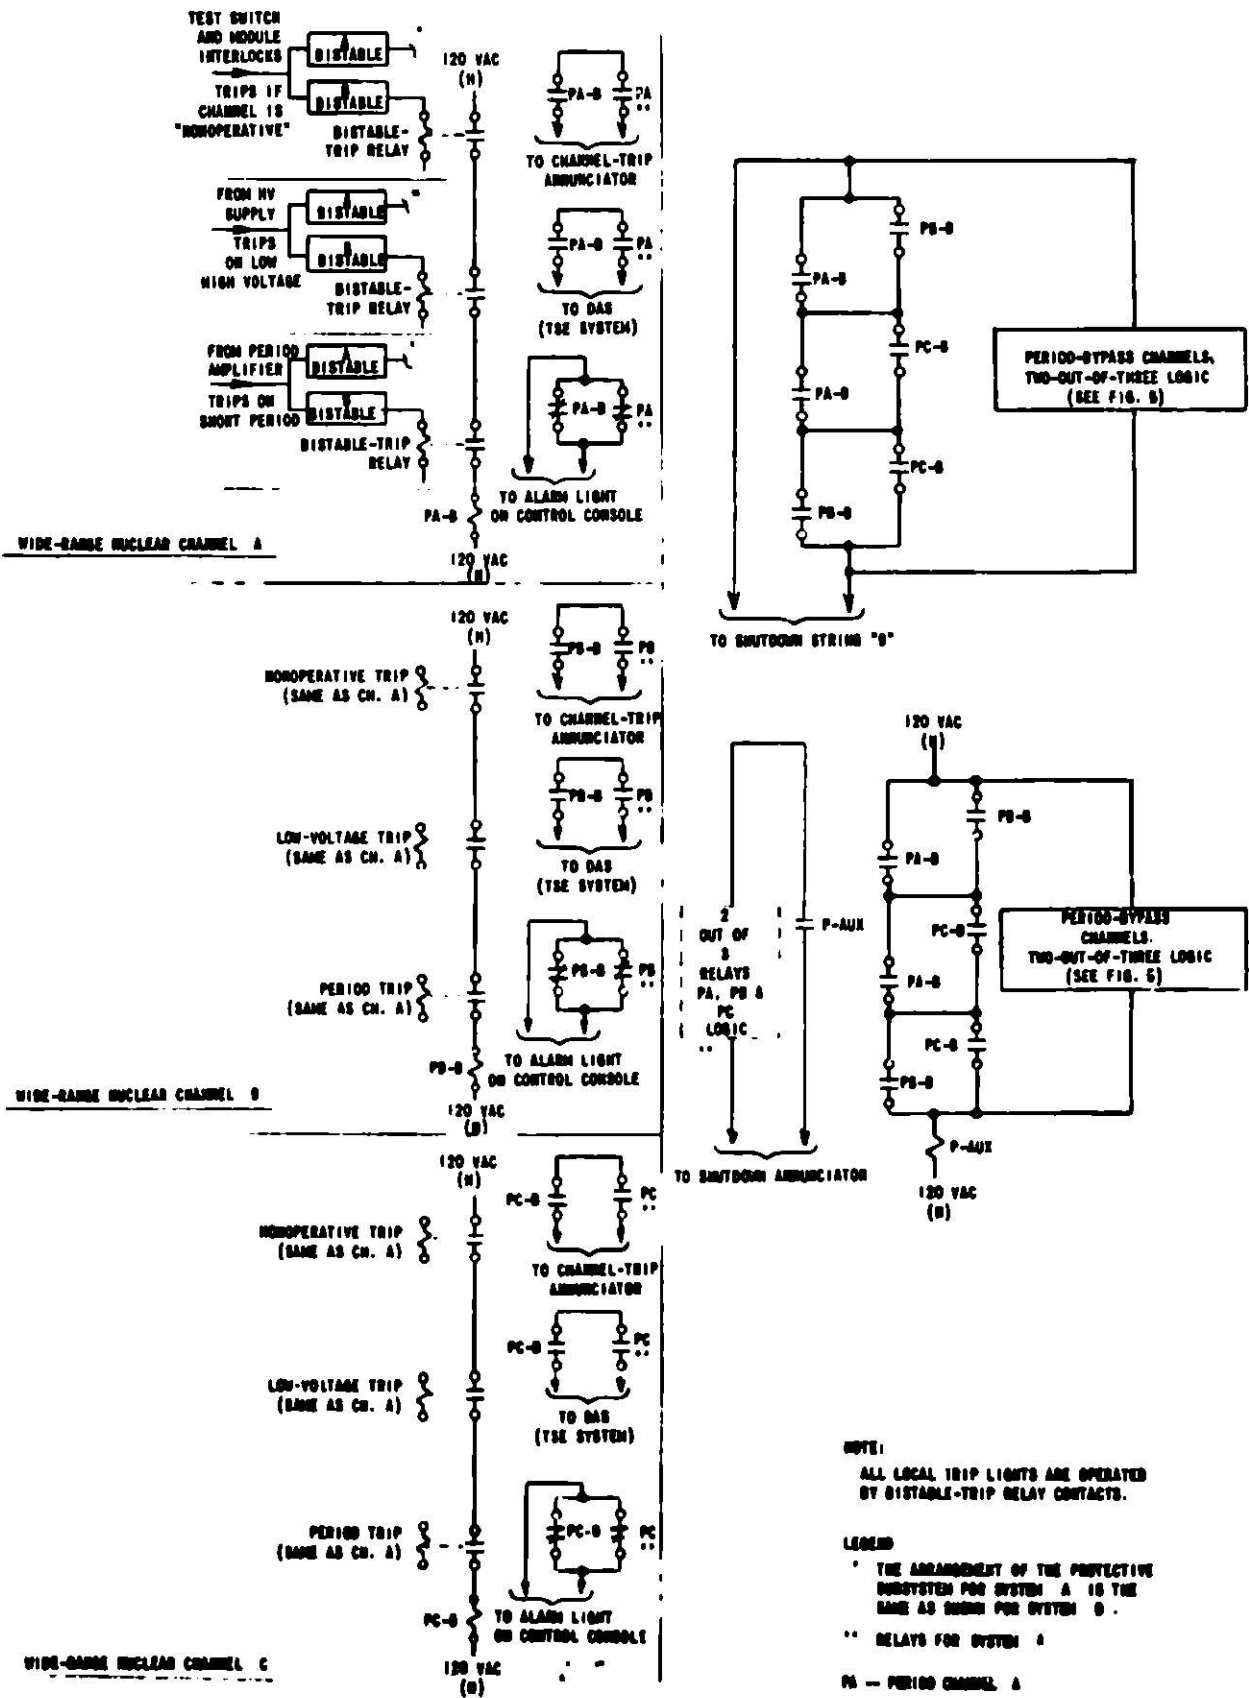 TEST SWITCH
AND MODULE
INTERLOCKS
A
BISTABLE
B
BISTABLE
TRIPS IF
CHANNEL IS
"NONOPERATIVE"
BISTABLE-
TRIP RELAY
120 VAC
(H)
PA-B
PA
**
TO CHANNEL-TRIP
ANNUNCIATOR
FROM HV
SUPPLY
A
BISTABLE
B
BISTABLE
TRIPS
ON LOW
HIGH VOLTAGE
BISTABLE-
TRIP RELAY
PA-B
PA
**
TO DAS
(TSE SYSTEM)
FROM PERIOD
AMPLIFIER
A
BISTABLE
B
BISTABLE
TRIPS ON
SHORT PERIOD
BISTABLE-TRIP
RELAY
PA-B
PA
**
TO ALARM LIGHT
ON CONTROL CONSOLE
PA-B
120 VAC
(N)
WIDE-RANGE NUCLEAR CHANNEL A
120 VAC
(H)
NONOPERATIVE TRIP
(SAME AS CH. A)
PB-B
PB
**
TO CHANNEL-TRIP
ANNUNCIATOR
LOW-VOLTAGE TRIP
(SAME AS CH. A)
PB-B
PB
**
TO DAS
(TSE SYSTEM)
PERIOD TRIP
(SAME AS CH. A)
PB-B
PB
**
PB-B
TO ALARM LIGHT
ON CONTROL CONSOLE
120 VAC
(N)
WIDE-RANGE NUCLEAR CHANNEL B
120 VAC
(H)
NONOPERATIVE TRIP
(SAME AS CH. A)
PC-B
PC
**
TO CHANNEL-TRIP
ANNUNCIATOR
LOW-VOLTAGE TRIP
(SAME AS CH. A)
PC-B
PC
**
TO DAS
(TSE SYSTEM)
PERIOD TRIP
(SAME AS CH. A)
PC-B
PC
**
PC-B
TO ALARM LIGHT
ON CONTROL CONSOLE
120 VAC
(N)
WIDE-RANGE NUCLEAR CHANNEL C
PB-B
PA-B
PC-B
PA-B
PC-B
PB-B
PERIOD-BYPASS CHANNELS,
TWO-OUT-OF-THREE LOGIC
(SEE FIG. 5)
TO SHUTDOWN STRING "B"
2
OUT OF
3
RELAYS
PA, PB &
PC
LOGIC
**
P-AUX
TO SHUTDOWN ANNUNCIATOR
120 VAC
(H)
PB-B
PA-B
PC-B
PA-B
PC-B
PB-B
PERIOD-BYPASS
CHANNELS,
TWO-OUT-OF-THREE LOGIC
(SEE FIG. 5)
P-AUX
120 VAC
(N)
NOTE:
ALL LOCAL TRIP LIGHTS ARE OPERATED
BY BISTABLE-TRIP RELAY CONTACTS.
LEGEND
* THE ARRANGEMENT OF THE PROTECTIVE
SUBSYSTEM FOR SYSTEM A IS THE
SAME AS SHOWN FOR SYSTEM B.
** RELAYS FOR SYSTEM A
PA -- PERIOD CHANNEL A